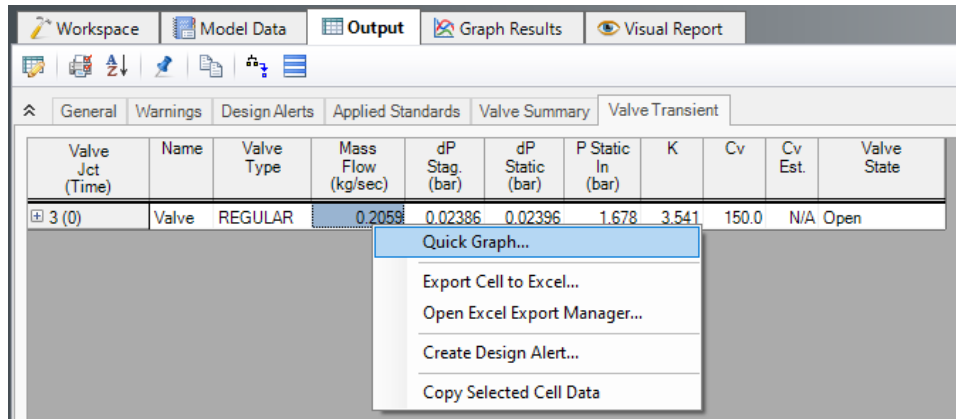 Workspace Model Data Output Graph Results Visual Report
General Warnings Design Alerts Applied Standards Valve Summary Valve Transient
Valve Jct (Time) Name Valve Type Mass Flow (kg/sec) dP Stag. (bar) dP Static (bar) P Static In (bar) K Cv Cv Est. Valve State
3 (0) Valve REGULAR 0.2059 0.02386 0.02396 1.678 3.541 150.0 N/A Open
Quick Graph...
Export Cell to Excel...
Open Excel Export Manager...
Create Design Alert...
Copy Selected Cell Data